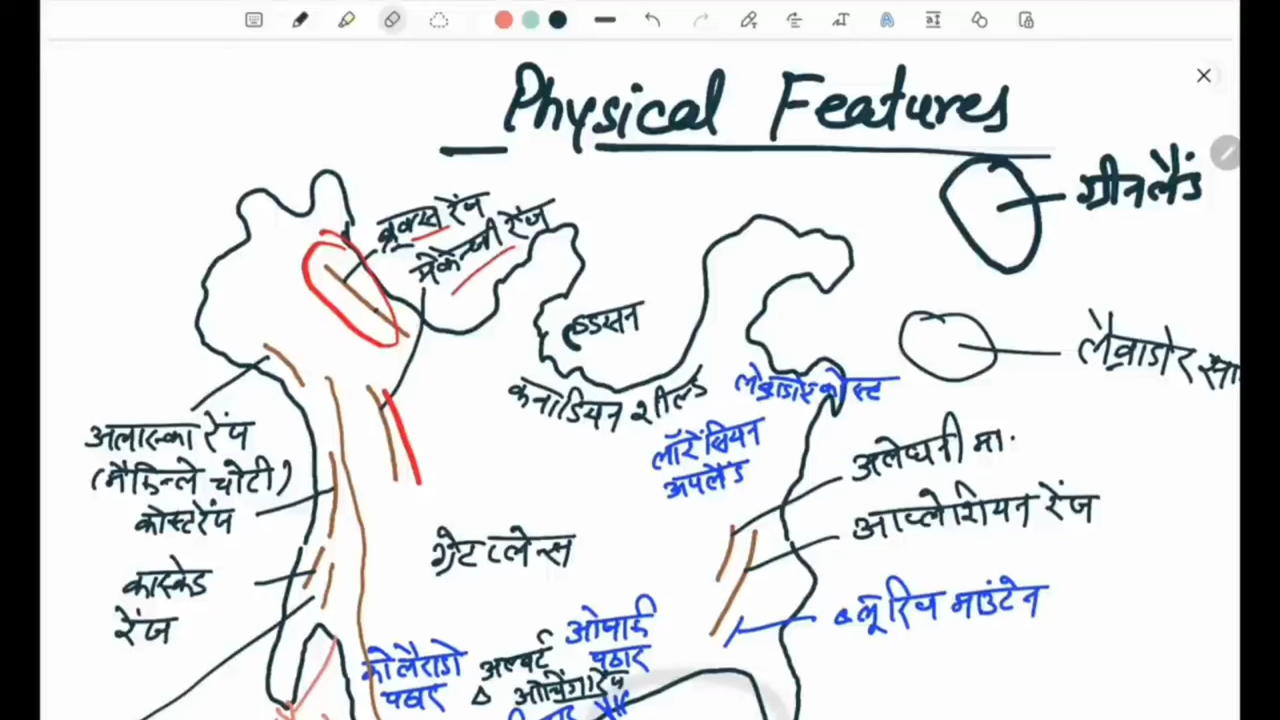 Physical Features
ग्रीनलैंड
ब्रूक्स रेंज
मेकेन्जी रेंज
हडसन
लैब्राडोर
कनाडियन शील्ड
लेब्राडोर कोस्ट
लॉरेंसियन
अपलैंड
अलास्का रेंज
(मैकिन्ले चोटी)
कोस्टरेंज
कास्केड
रेंज
ग्रेट प्लेन्स
अलेघनी मा.
आप्लेशियन रेंज
ब्लू रिज माउंटेन
ओजार्क
पठार
कोलैराडो
पठार
अल्बर्ट
Δ